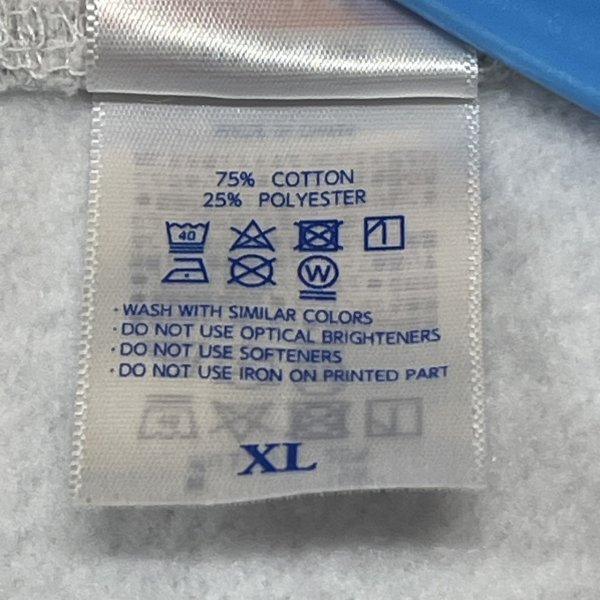 75% COTTON
25% POLYESTER
40
W
· WASH WITH SIMILAR COLORS
· DO NOT USE OPTICAL BRIGHTENERS
· DO NOT USE SOFTENERS
· DO NOT USE IRON ON PRINTED PART
XL